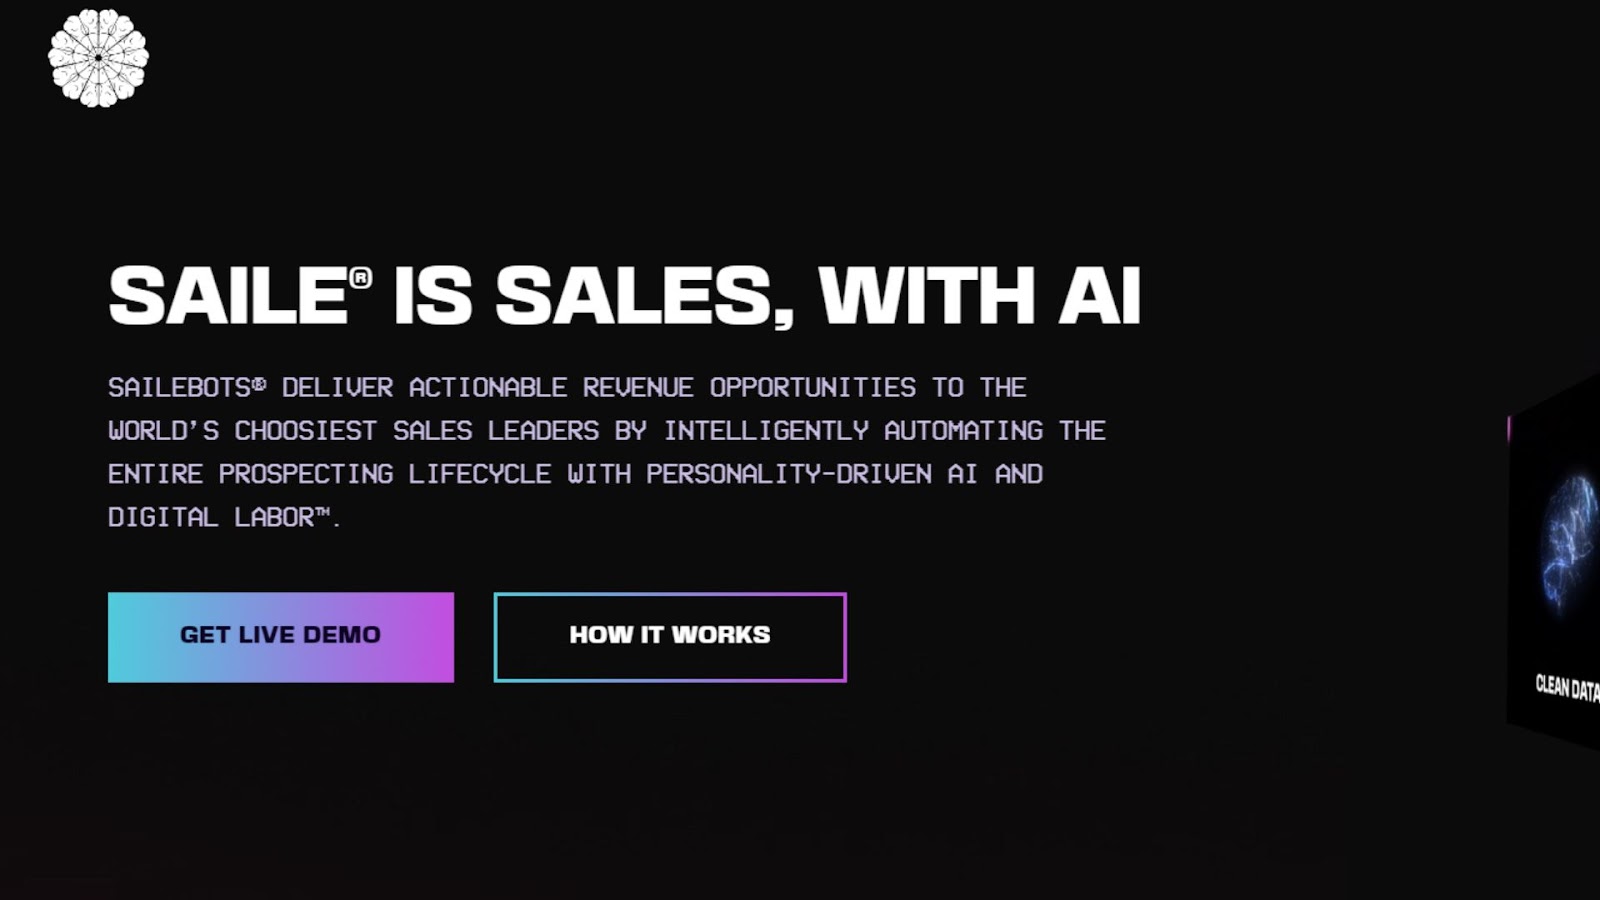 SAILE® IS SALES, WITH AI
SAILEBOTS® DELIVER ACTIONABLE REVENUE OPPORTUNITIES TO THE
WORLD'S CHOOSIEST SALES LEADERS BY INTELLIGENTLY AUTOMATING THE
ENTIRE PROSPECTING LIFECYCLE WITH PERSONALITY-DRIVEN AI AND
DIGITAL LABOR™.
GET LIVE DEMO
HOW IT WORKS
CLEAN DATA